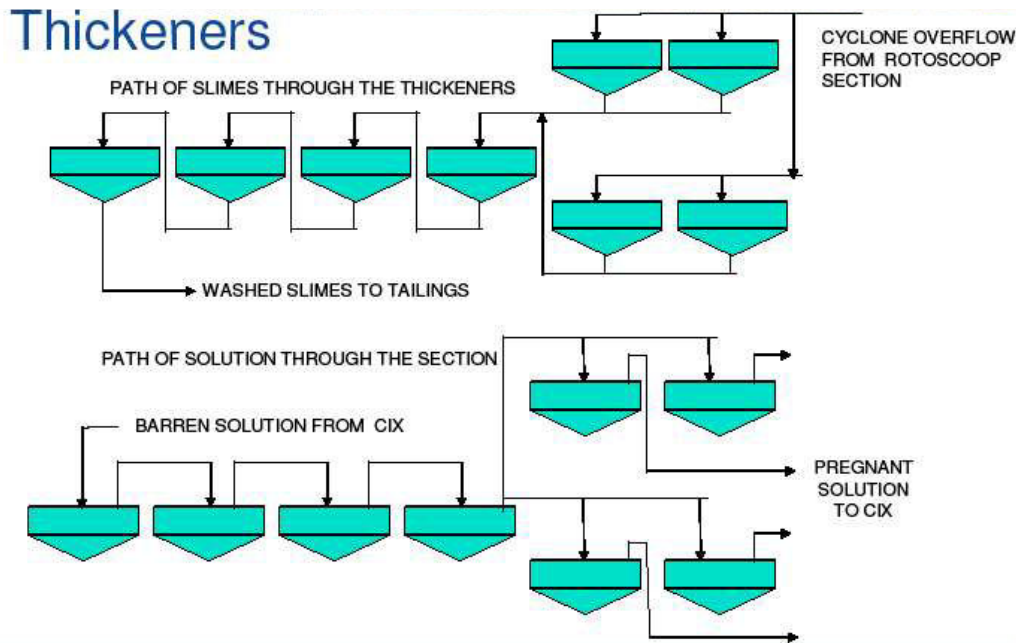 Thickeners
CYCLONE OVERFLOW
FROM ROTOSCOOP
SECTION
PATH OF SLIMES THROUGH THE THICKENERS
WASHED SLIMES TO TAILINGS
PATH OF SOLUTION THROUGH THE SECTION
BARREN SOLUTION FROM CIX
PREGNANT
SOLUTION
TO CIX